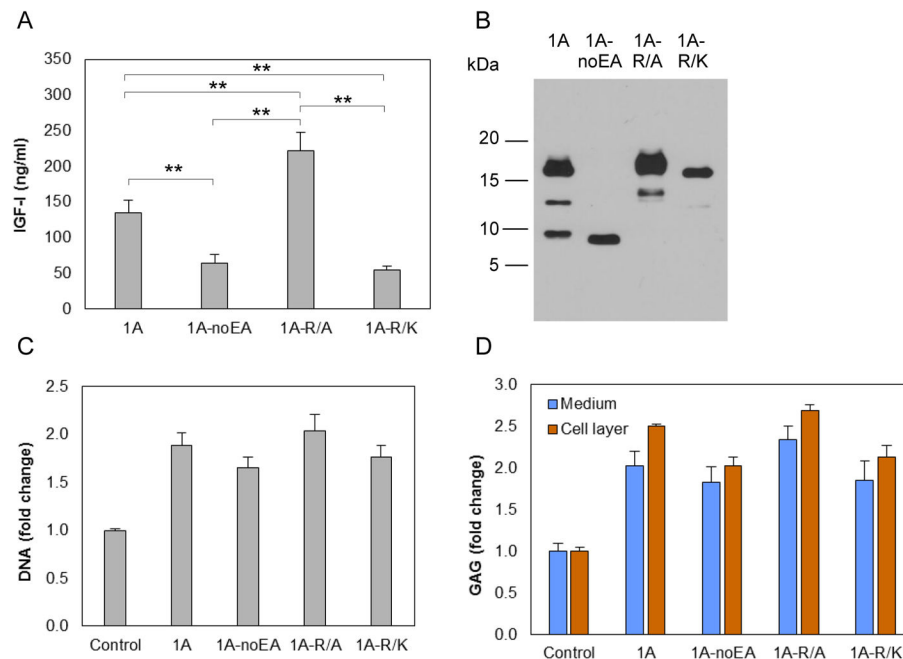 A
IGF-I (ng/ml)
350
300
250
200
150
100
50
0
**
**
**
**
**
1A
1A-noEA
1A-R/A
1A-R/K
B
kDa
1A
1A-
noEA
1A-
R/A
1A-
R/K
20
15
10
5
C
DNA (fold change)
2.5
2.0
1.5
1.0
0.5
0.0
Control
1A
1A-noEA
1A-R/A
1A-R/K
D
GAG (fold change)
3.0
2.5
2.0
1.5
1.0
0.5
0.0
Medium
Cell layer
Control
1A
1A-noEA
1A-R/A
1A-R/K